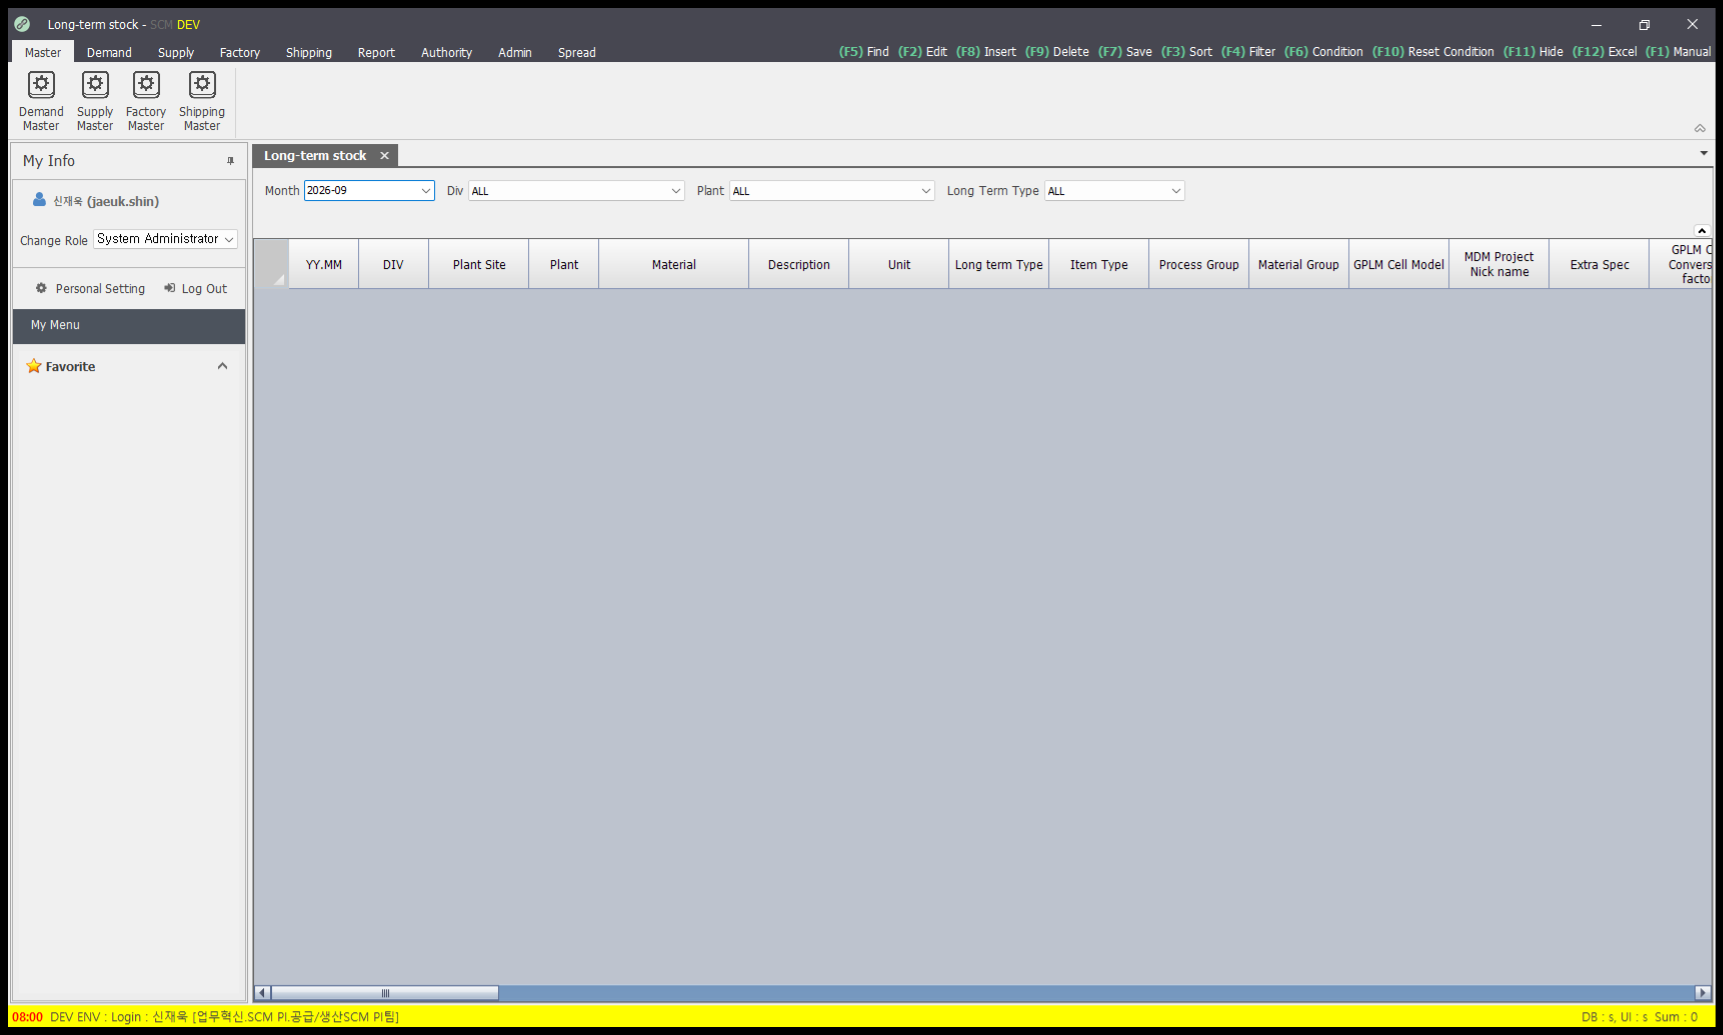 Long-term stock - SCM DEV
Master Demand Supply Factory Shipping Report Authority Admin Spread (F5) Find (F2) Edit (F8) Insert (F9) Delete (F7) Save (F3) Sort (F4) Filter (F6) Condition (F10) Reset Condition (F11) Hide (F12) Excel (F1) Manual
Demand Master
Supply Master
Factory Master
Shipping Master
My Info
신재욱 (jaeuk.shin)
Change Role System Administrator
Personal Setting Log Out
My Menu
Favorite
Long-term stock
Month 2026-09 Div ALL Plant ALL Long Term Type ALL
YY.MM DIV Plant Site Plant Material Description Unit Long term Type Item Type Process Group Material Group GPLM Cell Model MDM Project Nick name Extra Spec GPLM C Convers facto
08:00 DEV ENV : Login : 신재욱 [업무혁신.SCM PI.공급/생산SCM PI팀] DB : s, UI : s Sum : 0